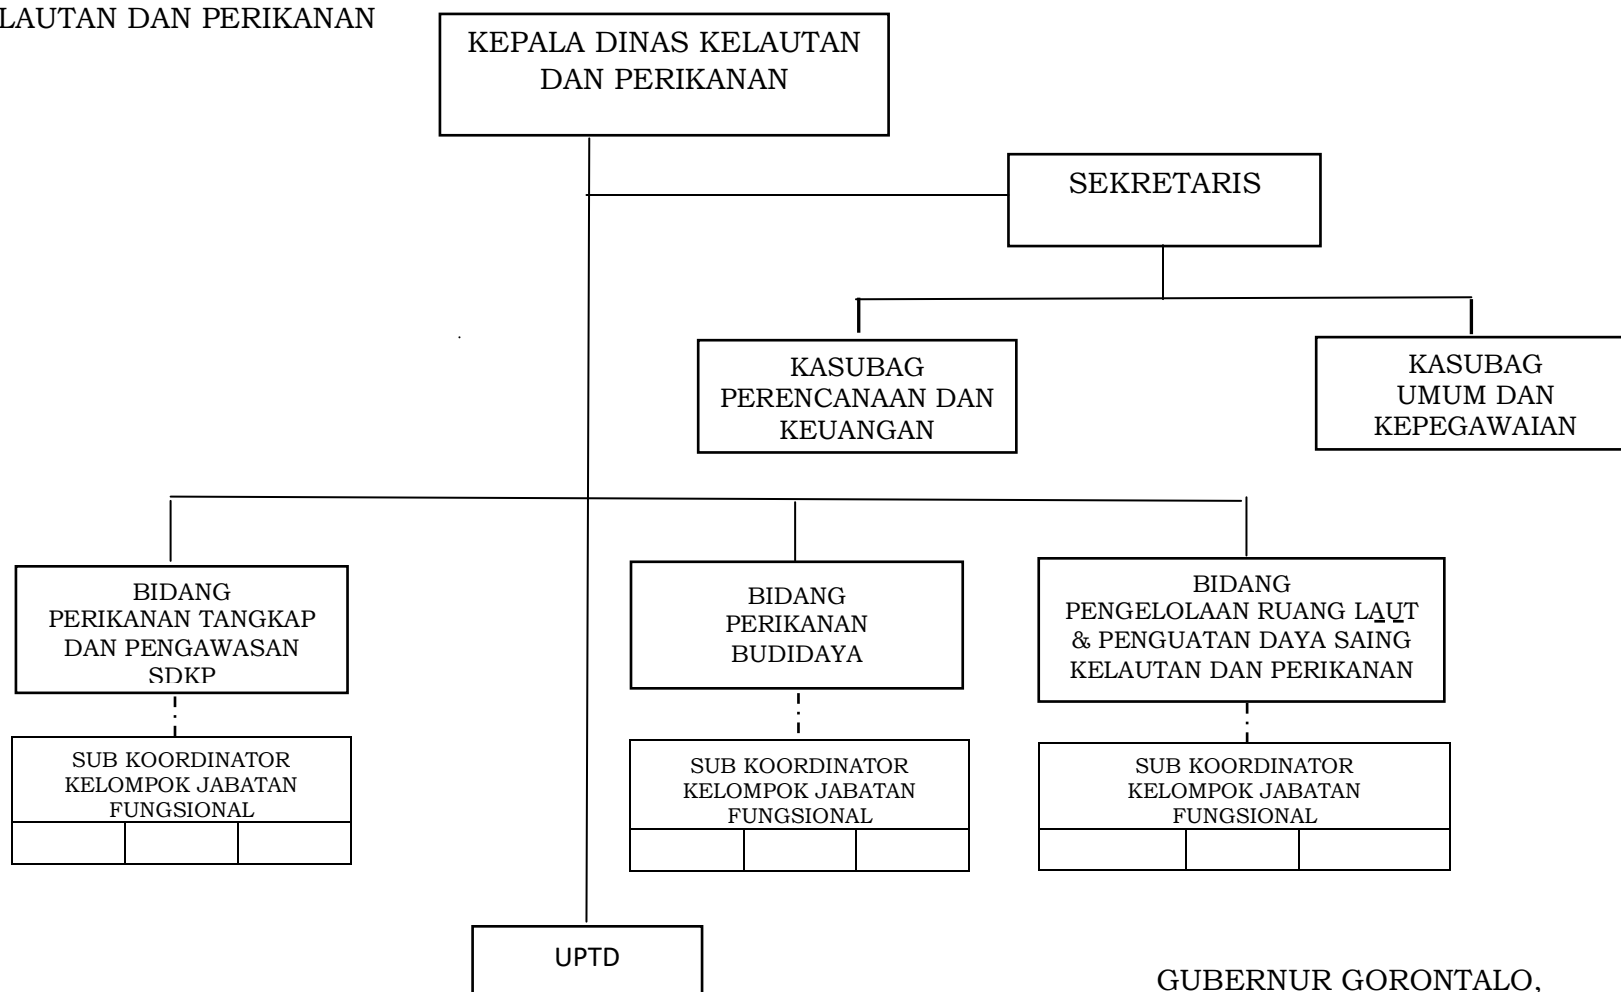 LAUTAN DAN PERIKANAN
KEPALA DINAS KELAUTAN
DAN PERIKANAN
SEKRETARIS
KASUBAG
PERENCANAAN DAN
KEUANGAN
KASUBAG
UMUM DAN
KEPEGAWAIAN
BIDANG
PERIKANAN TANGKAP
DAN PENGAWASAN
SDKP
BIDANG
PERIKANAN
BUDIDAYA
BIDANG
PENGELOLAAN RUANG LAUT
& PENGUATAN DAYA SAING
KELAUTAN DAN PERIKANAN
SUB KOORDINATOR
KELOMPOK JABATAN
FUNGSIONAL
SUB KOORDINATOR
KELOMPOK JABATAN
FUNGSIONAL
SUB KOORDINATOR
KELOMPOK JABATAN
FUNGSIONAL
UPTD
GUBERNUR GORONTALO,